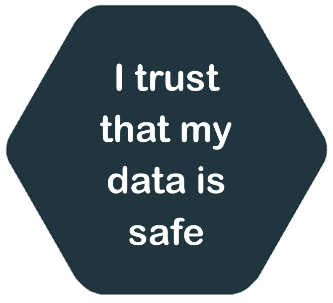 I trust
that my
data is
safe